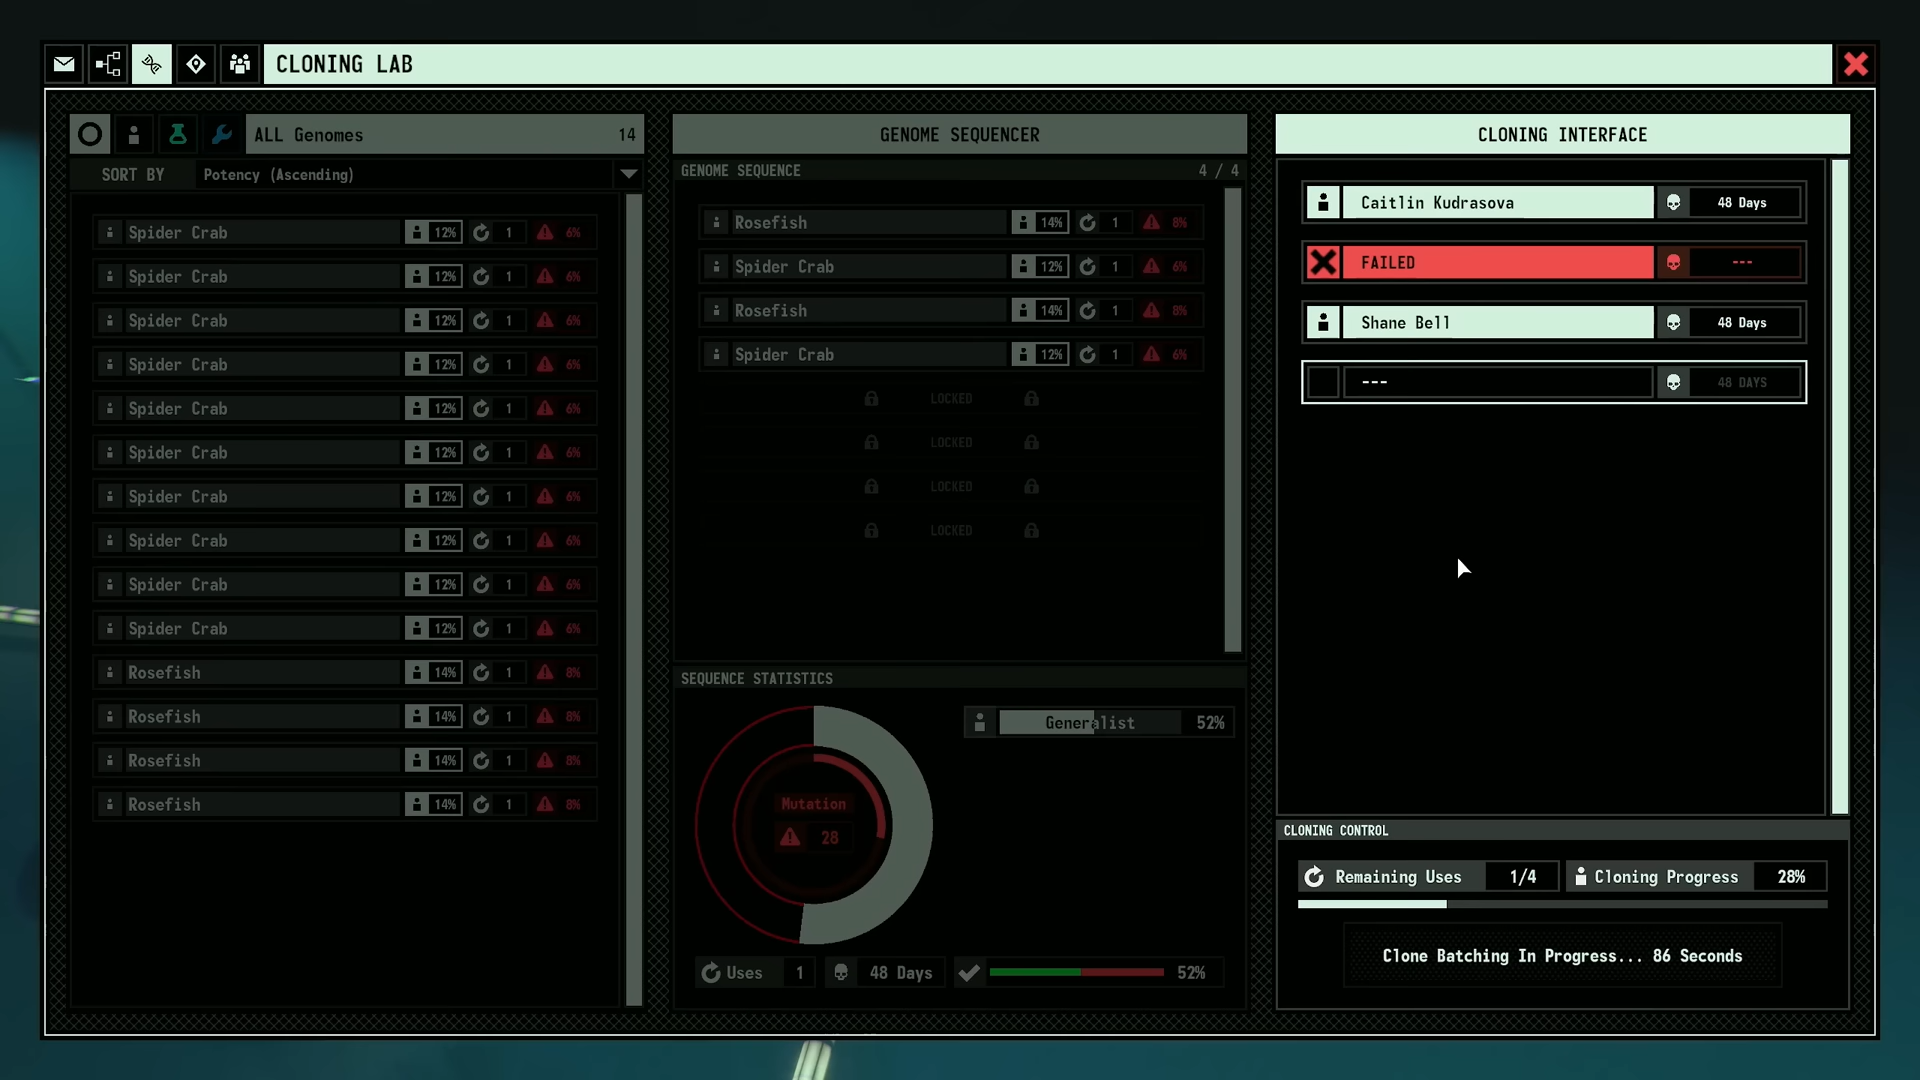 CLONING LAB
ALL Genomes 14
SORT BY Potency (Ascending)
Spider Crab 12% 1 6%
Spider Crab 12% 1 6%
Spider Crab 12% 1 6%
Spider Crab 12% 1 6%
Spider Crab 12% 1 6%
Spider Crab 12% 1 6%
Spider Crab 12% 1 6%
Spider Crab 12% 1 6%
Spider Crab 12% 1 6%
Spider Crab 12% 1 6%
Rosefish 14% 1 8%
Rosefish 14% 1 8%
Rosefish 14% 1 8%
Rosefish 14% 1 8%
GENOME SEQUENCER
GENOME SEQUENCE 4 / 4
Rosefish 14% 1 8%
Spider Crab 12% 1 6%
Rosefish 14% 1 8%
Spider Crab 12% 1 6%
LOCKED
LOCKED
LOCKED
LOCKED
SEQUENCE STATISTICS
Generalist 52%
Mutation
28
Uses 1 48 Days 52%
CLONING INTERFACE
Caitlin Kudrasova 48 Days
FAILED ---
Shane Bell 48 Days
--- 48 DAYS
CLONING CONTROL
Remaining Uses 1/4 Cloning Progress 28%
Clone Batching In Progress... 86 Seconds